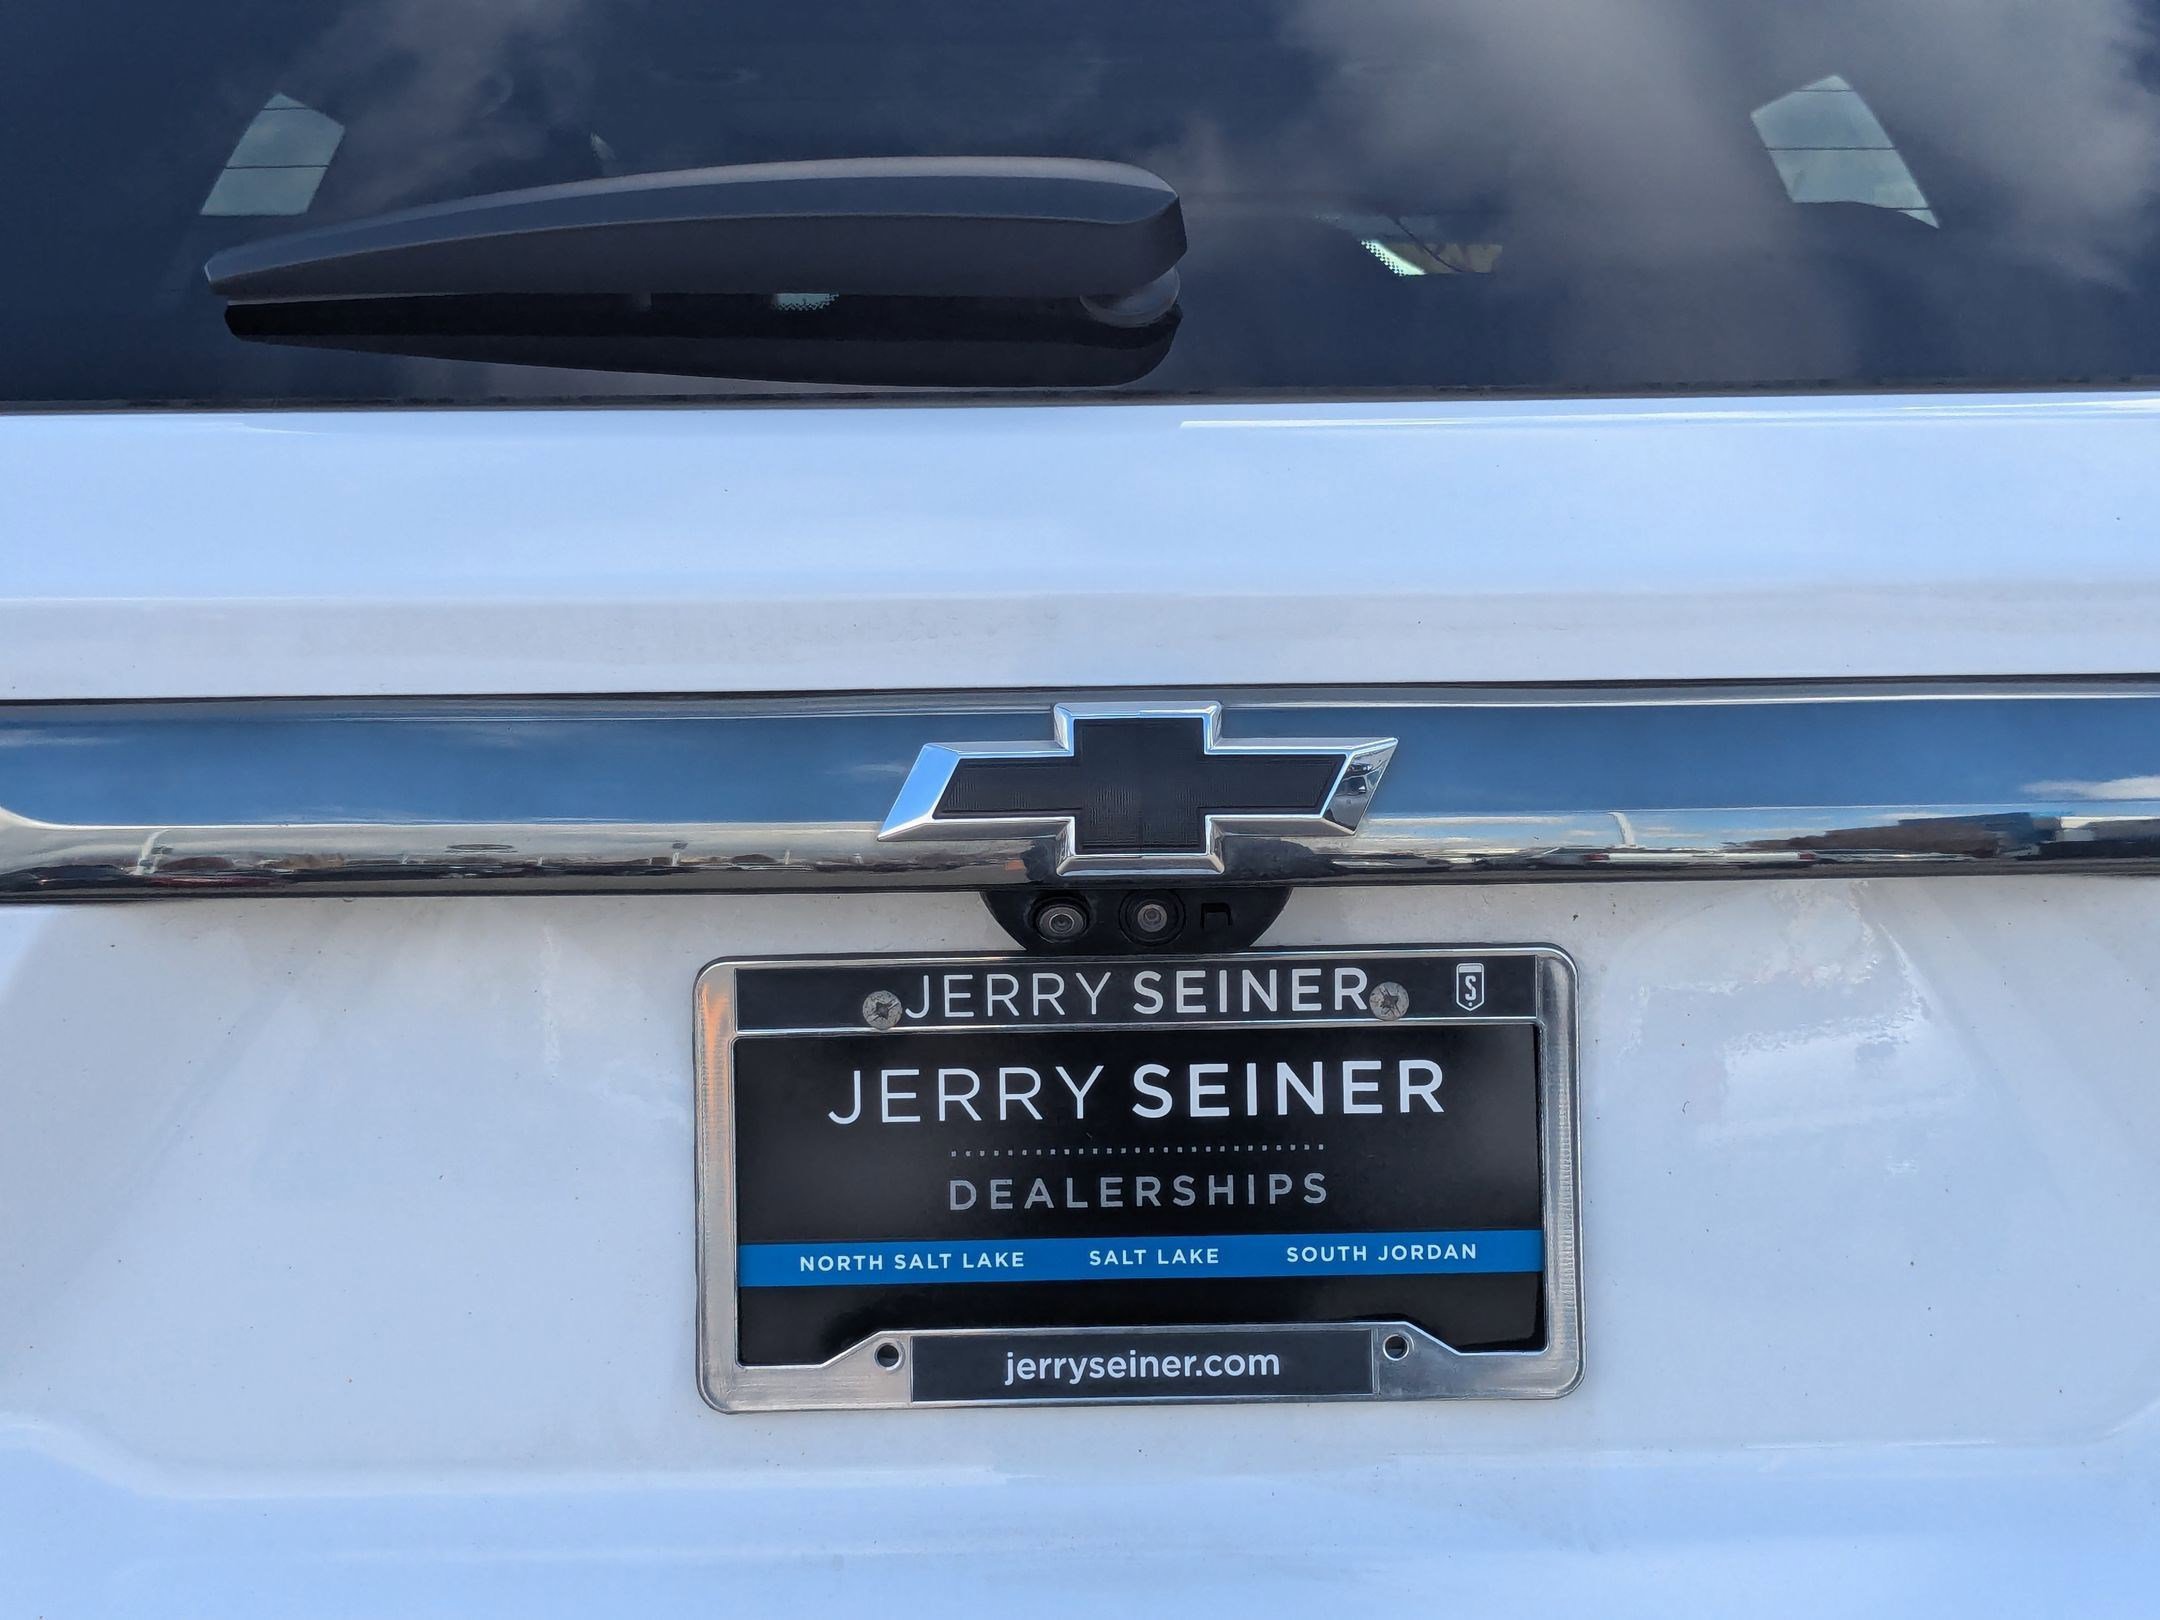 JERRY SEINER S
JERRY SEINER
DEALERSHIPS
NORTH SALT LAKE SALT LAKE SOUTH JORDAN
jerryseiner.com